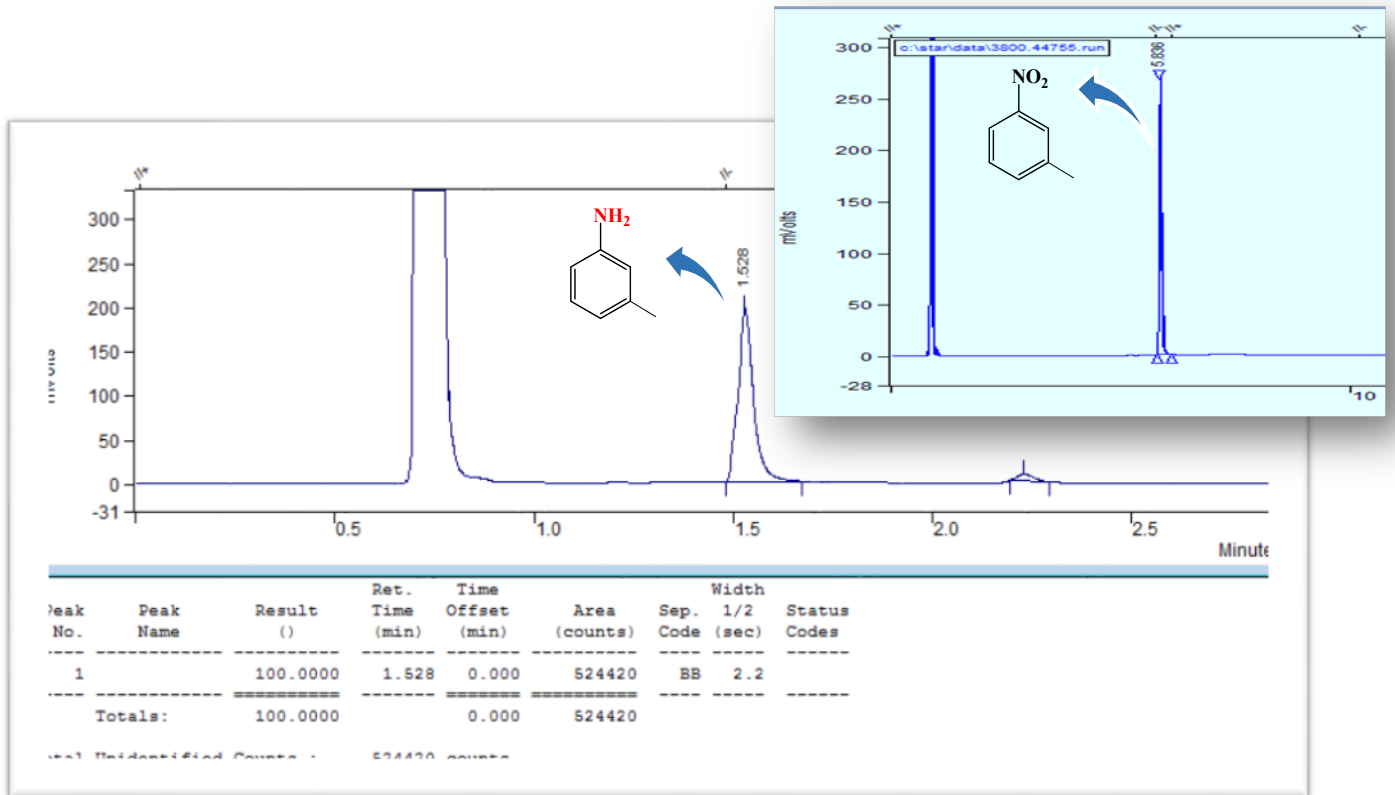 c:\star\data\3800.44755.run
5.836
NO2
300
250
200
150
100
50
0
-28
mVolts
10
300
250
200
150
100
50
0
-31
NH2
1.528
0.5
1.0
1.5
2.0
2.5
Minute
Ret. Time Width
Peak Peak Result Time Offset Area Sep. 1/2 Status
No. Name () (min) (min) (counts) Code (sec) Codes
---- ------------ ---------- ------- ------- ---------- ---- ----- ------
1 100.0000 1.528 0.000 524420 BB 2.2
---- ------------ ========== ------- ======= ========== ---- ----- ------
Totals: 100.0000 0.000 524420
Unidentified Counts : 524420 counts